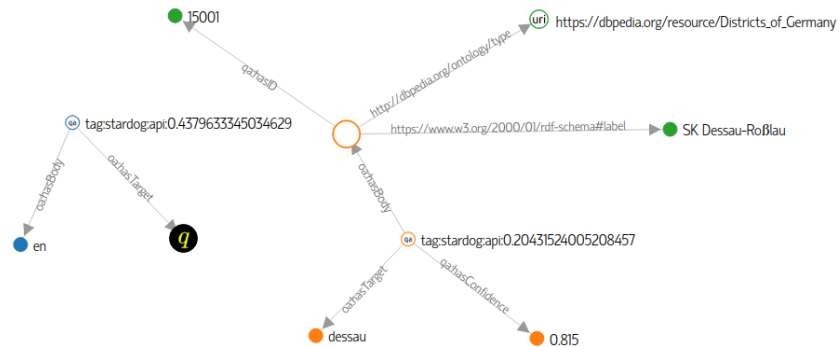 15001
uri https://dbpedia.org/resource/Districts_of_Germany
qa:hasID
http://dbpedia.org/ontology/type
qa tag:stardog:api:0.4379633345034629
https://www.w3.org/2000/01/rdf-schema#label
SK Dessau-Roßlau
oa:hasBody
oa:hasTarget
oa:hasBody
en
q
qa tag:stardog:api:0.20431524005208457
oa:hasTarget
qa:hasConfidence
dessau
0.815